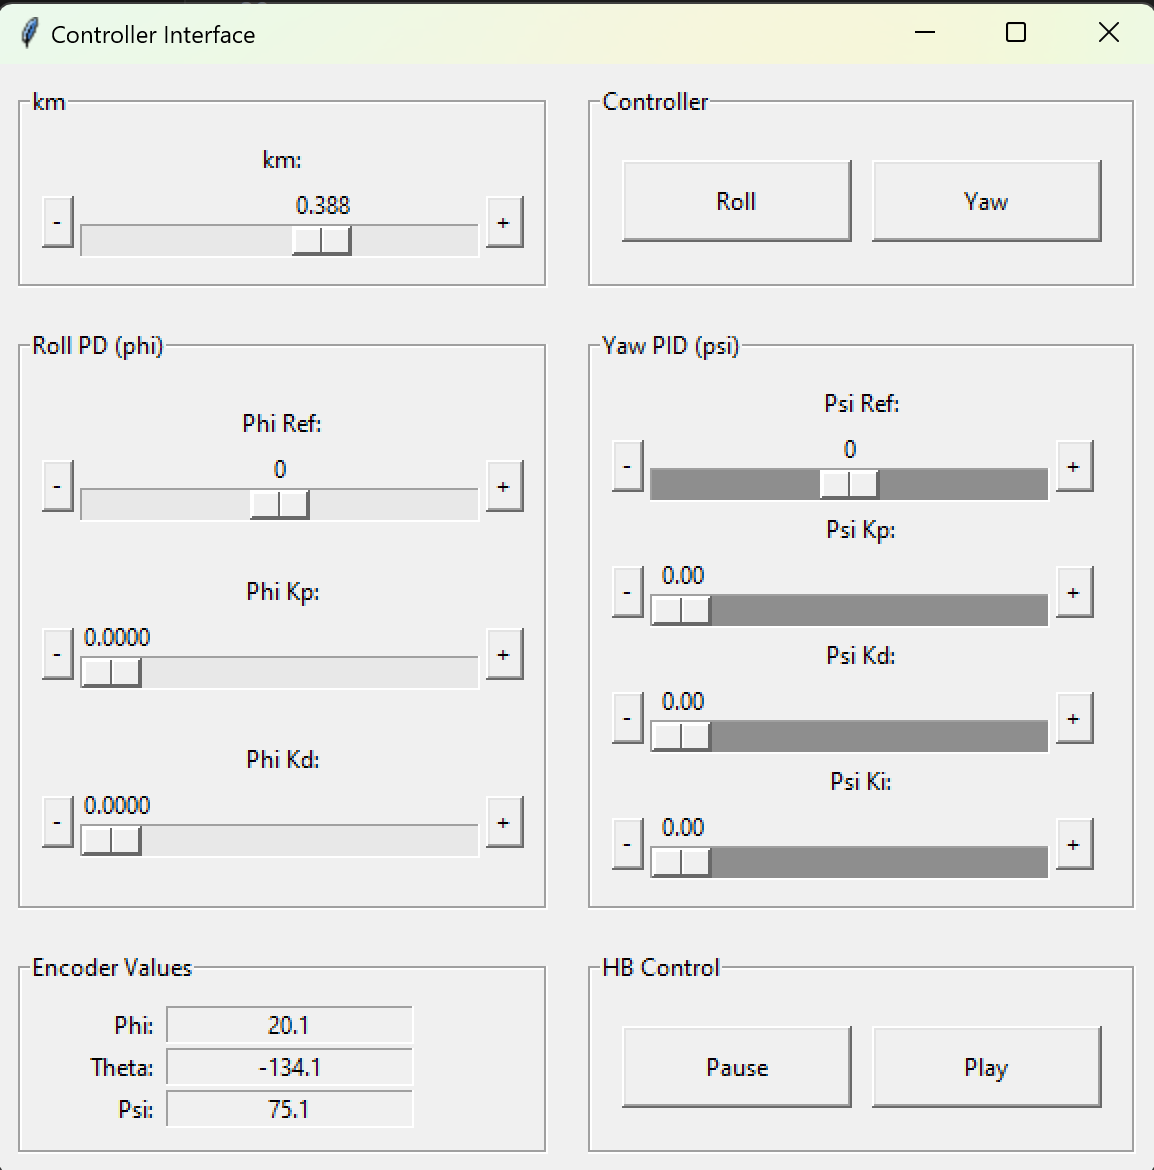 Controller Interface
km
km:
- 0.388 +
Controller
Roll Yaw
Roll PD (phi)
Phi Ref:
- 0 +
Phi Kp:
- 0.0000 +
Phi Kd:
- 0.0000 +
Yaw PID (psi)
Psi Ref:
- 0 +
Psi Kp:
- 0.00 +
Psi Kd:
- 0.00 +
Psi Ki:
- 0.00 +
Encoder Values
Phi: 20.1
Theta: -134.1
Psi: 75.1
HB Control
Pause Play